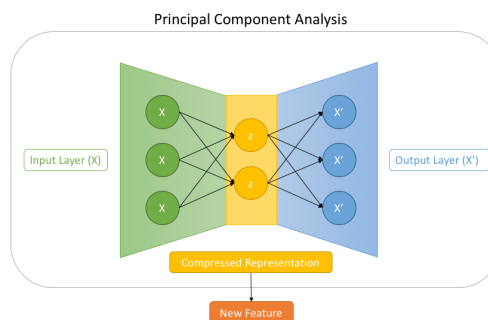 Principal Component Analysis
X
X'
z
Input Layer (X)
X
X'
Output Layer (X')
z
X
X'
Compressed Representation
New Feature